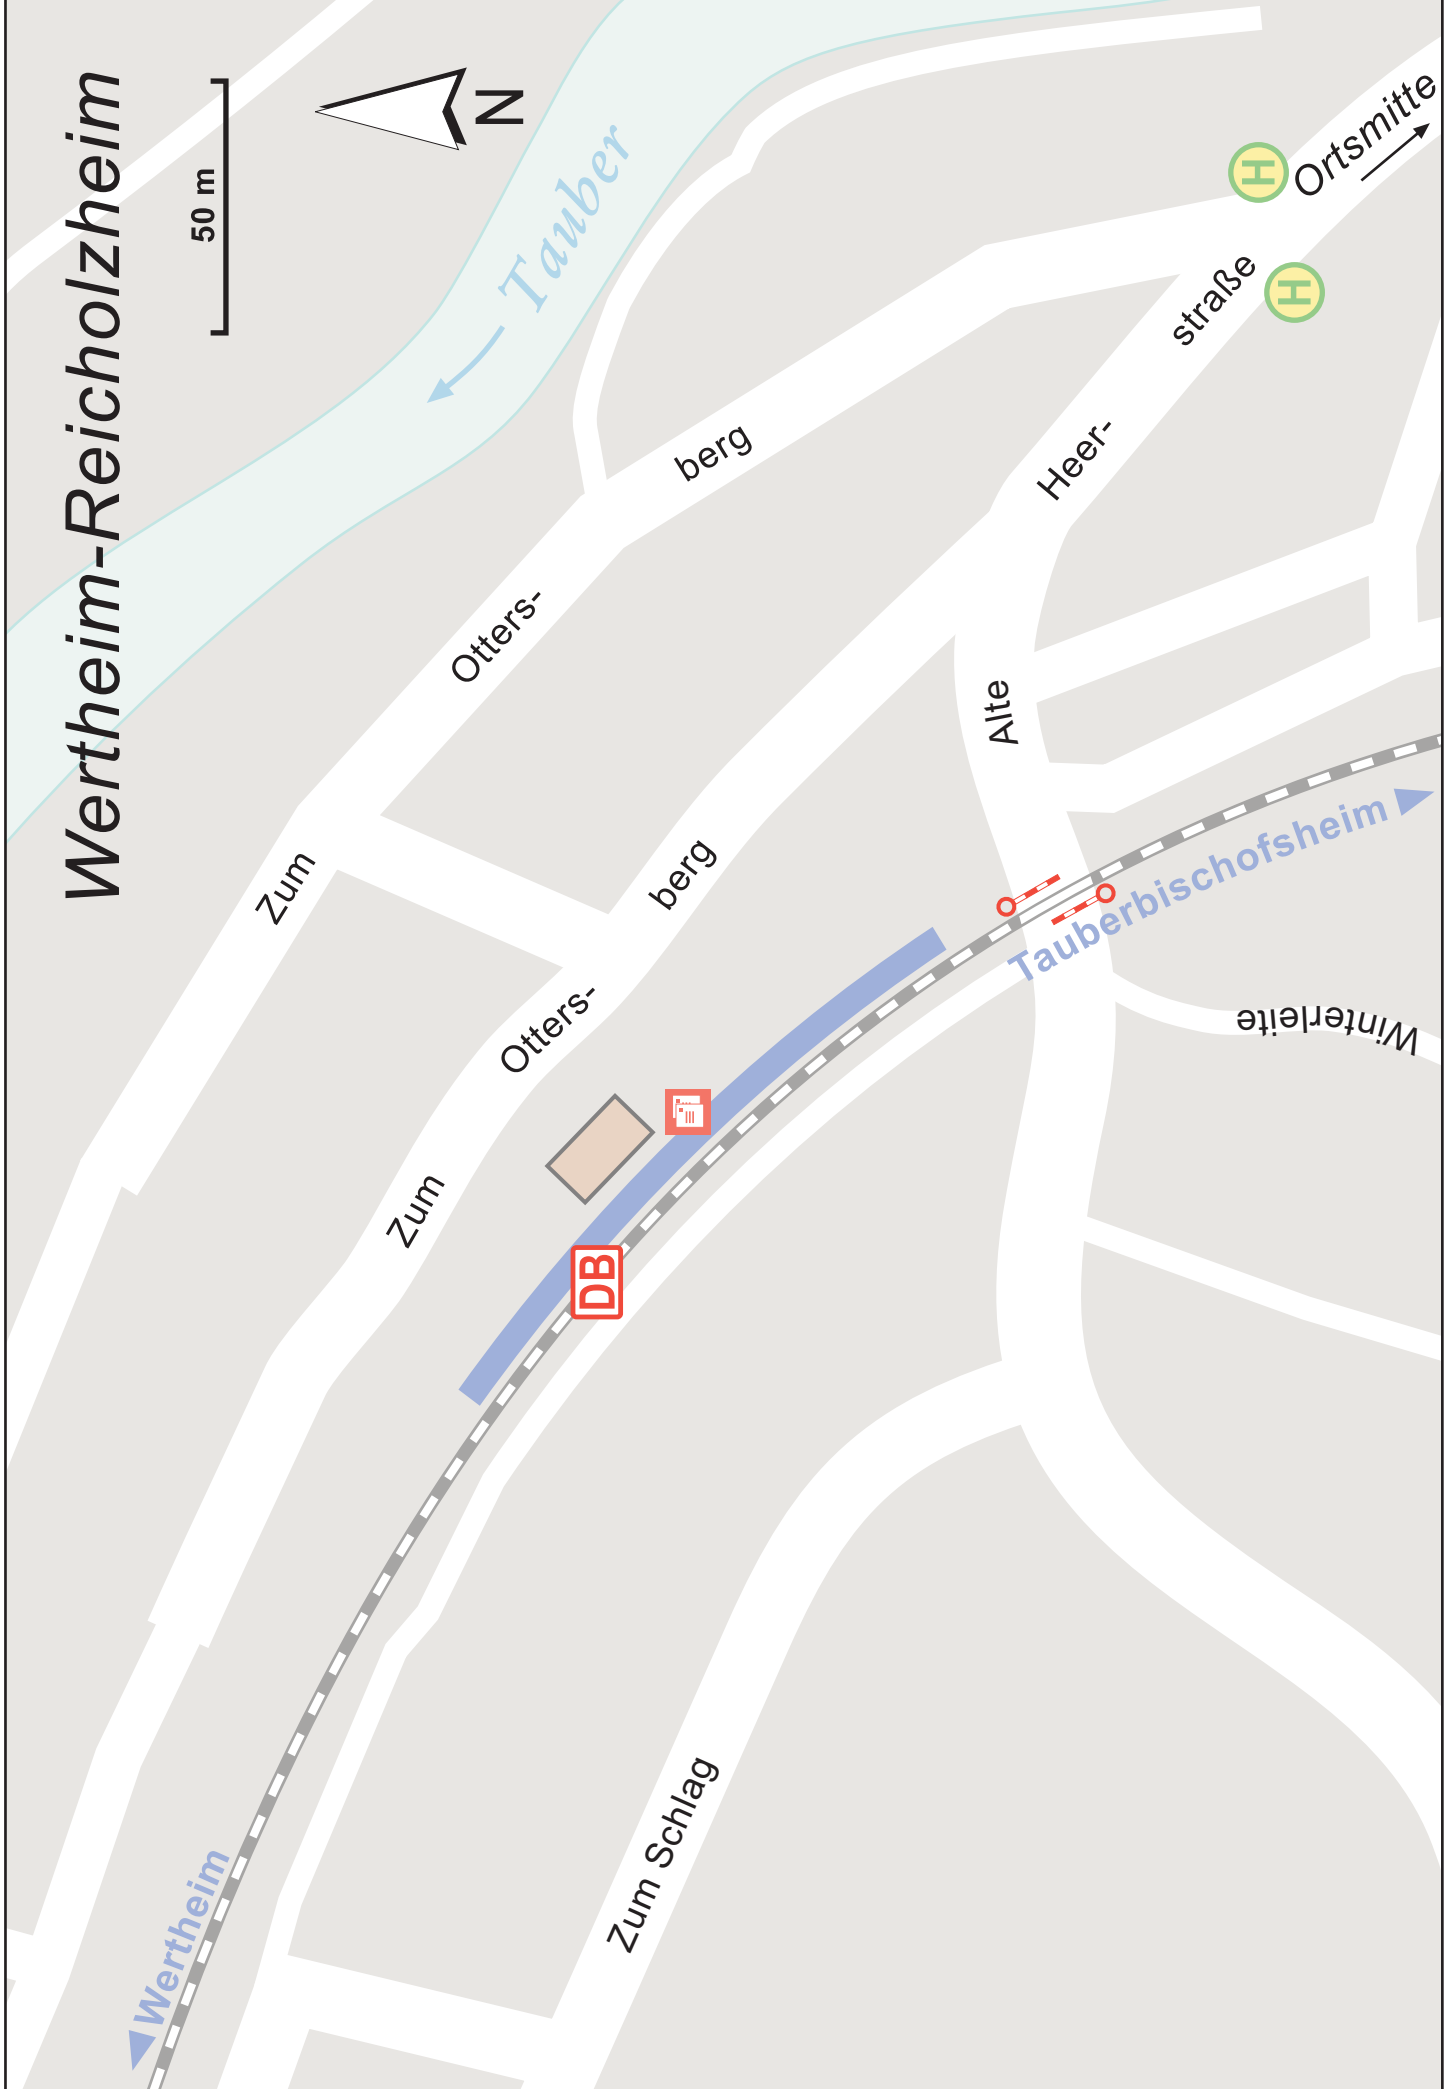 Wertheim-Reicholzheim
50 m
N
Tauber
Zum
Otters-
berg
Zum
Otters-
berg
Alte
Heer-
straße
H
H
Ortsmitte
DB
Tauberbischofsheim
Winterleite
Wertheim
Zum Schlag